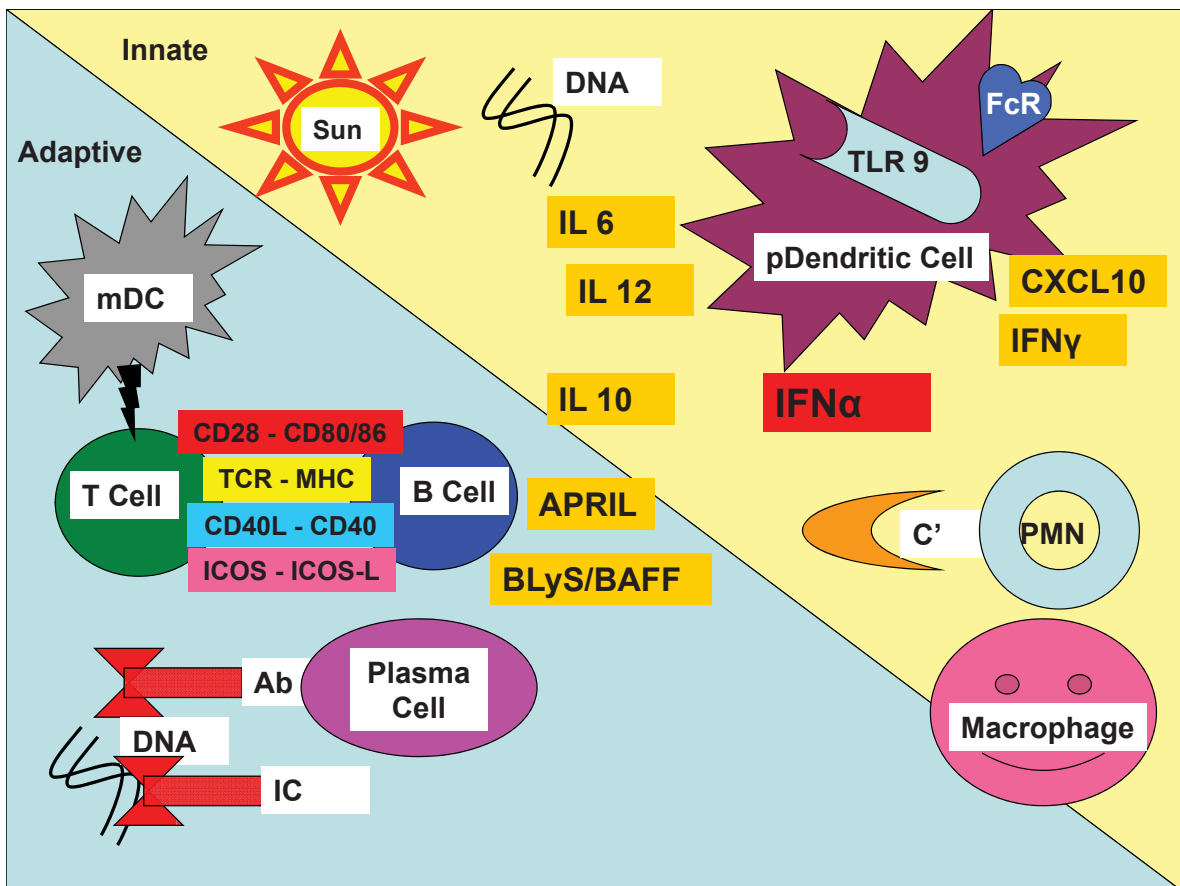 Innate
Adaptive
Sun
DNA
FcR
TLR 9
pDendritic Cell
IL 6
IL 12
CXCL10
IFNγ
IL 10
IFNα
mDC
T Cell
CD28 - CD80/86
TCR - MHC
CD40L - CD40
ICOS - ICOS-L
B Cell
APRIL
BLyS/BAFF
C’
PMN
Ab
Plasma
Cell
DNA
IC
Macrophage